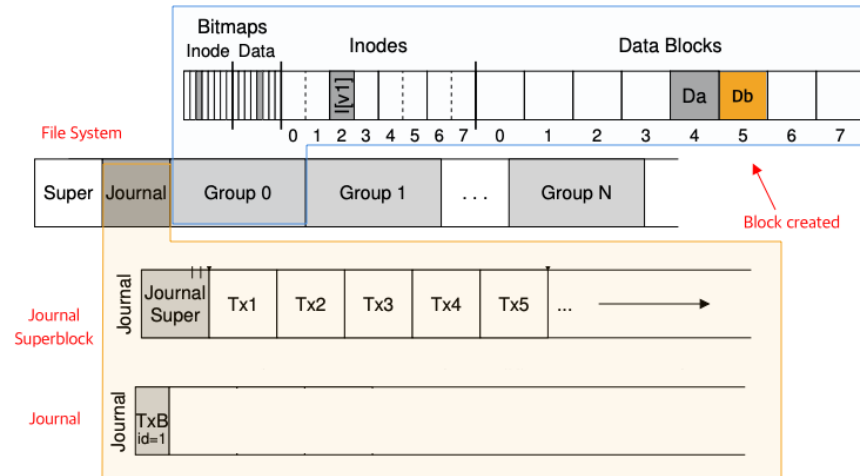 Bitmaps
Inode Data
Inodes
Data Blocks
I[v1]
Da
Db
0 1 2 3 4 5 6 7 0 1 2 3 4 5 6 7
File System
Super
Journal
Group 0
Group 1
. . .
Group N
Block created
Journal
Journal
Super
Tx1
Tx2
Tx3
Tx4
Tx5
...
Journal
Superblock
Journal
Journal
TxB
id=1